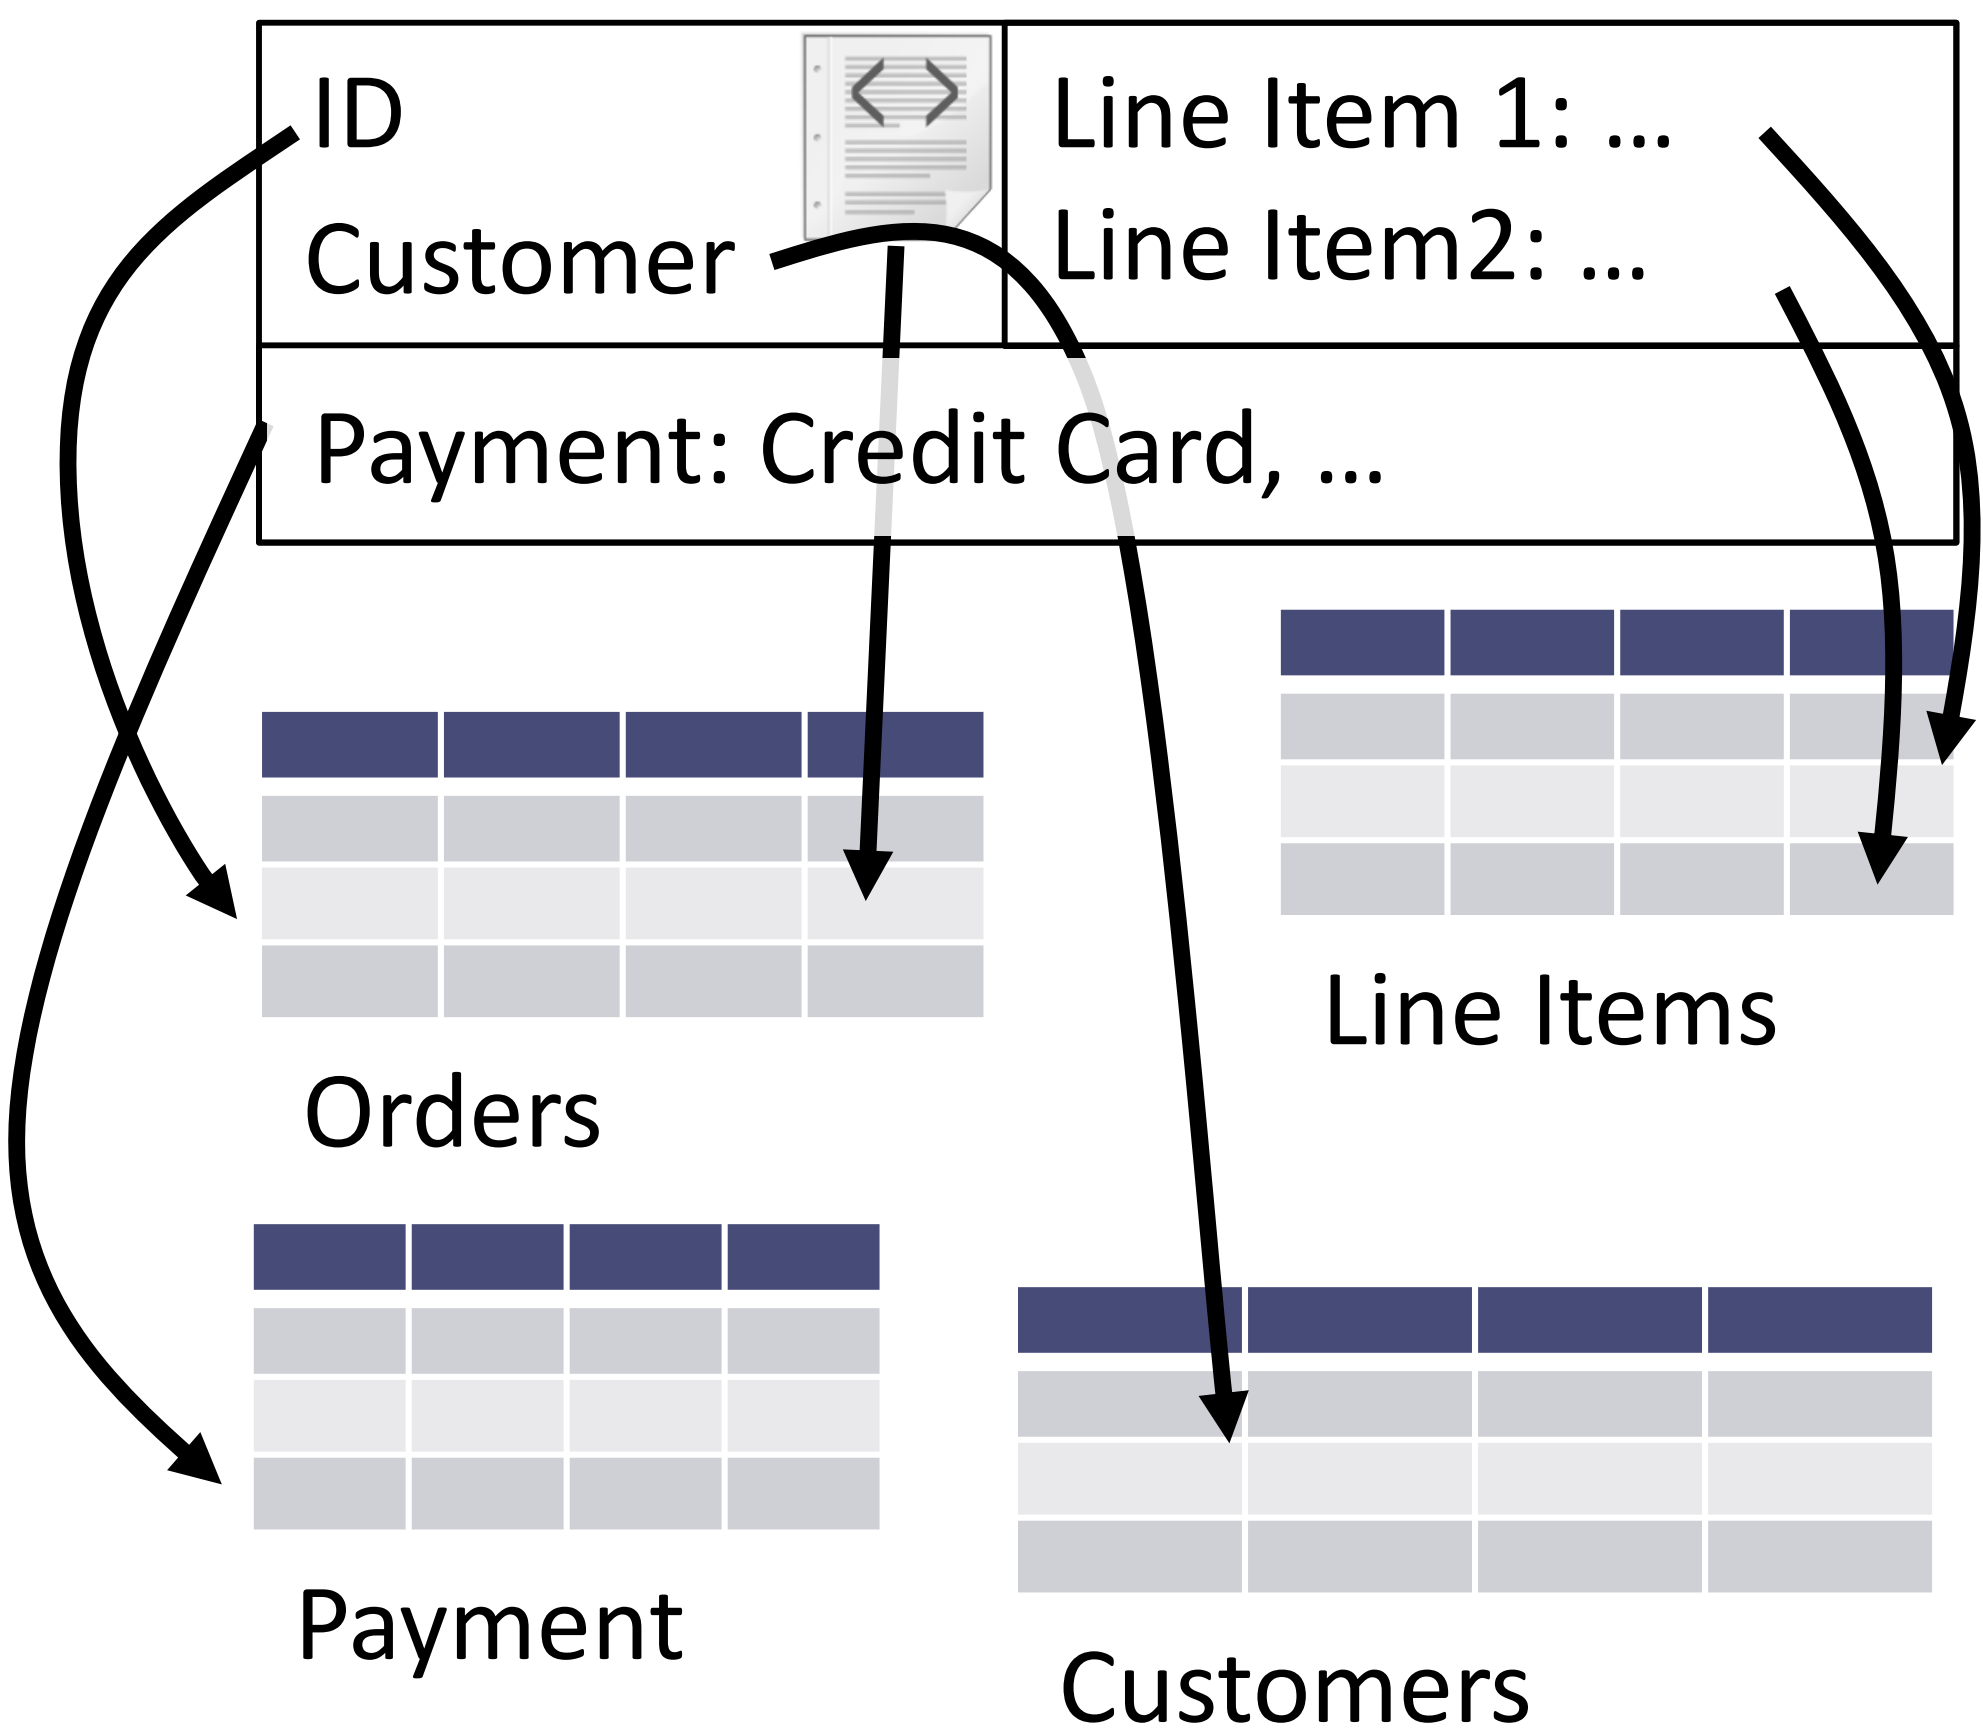 ID
Customer
Line Item 1: ...
Line Item2: ...
Payment: Credit Card, ...
Line Items
Orders
Payment
Customers